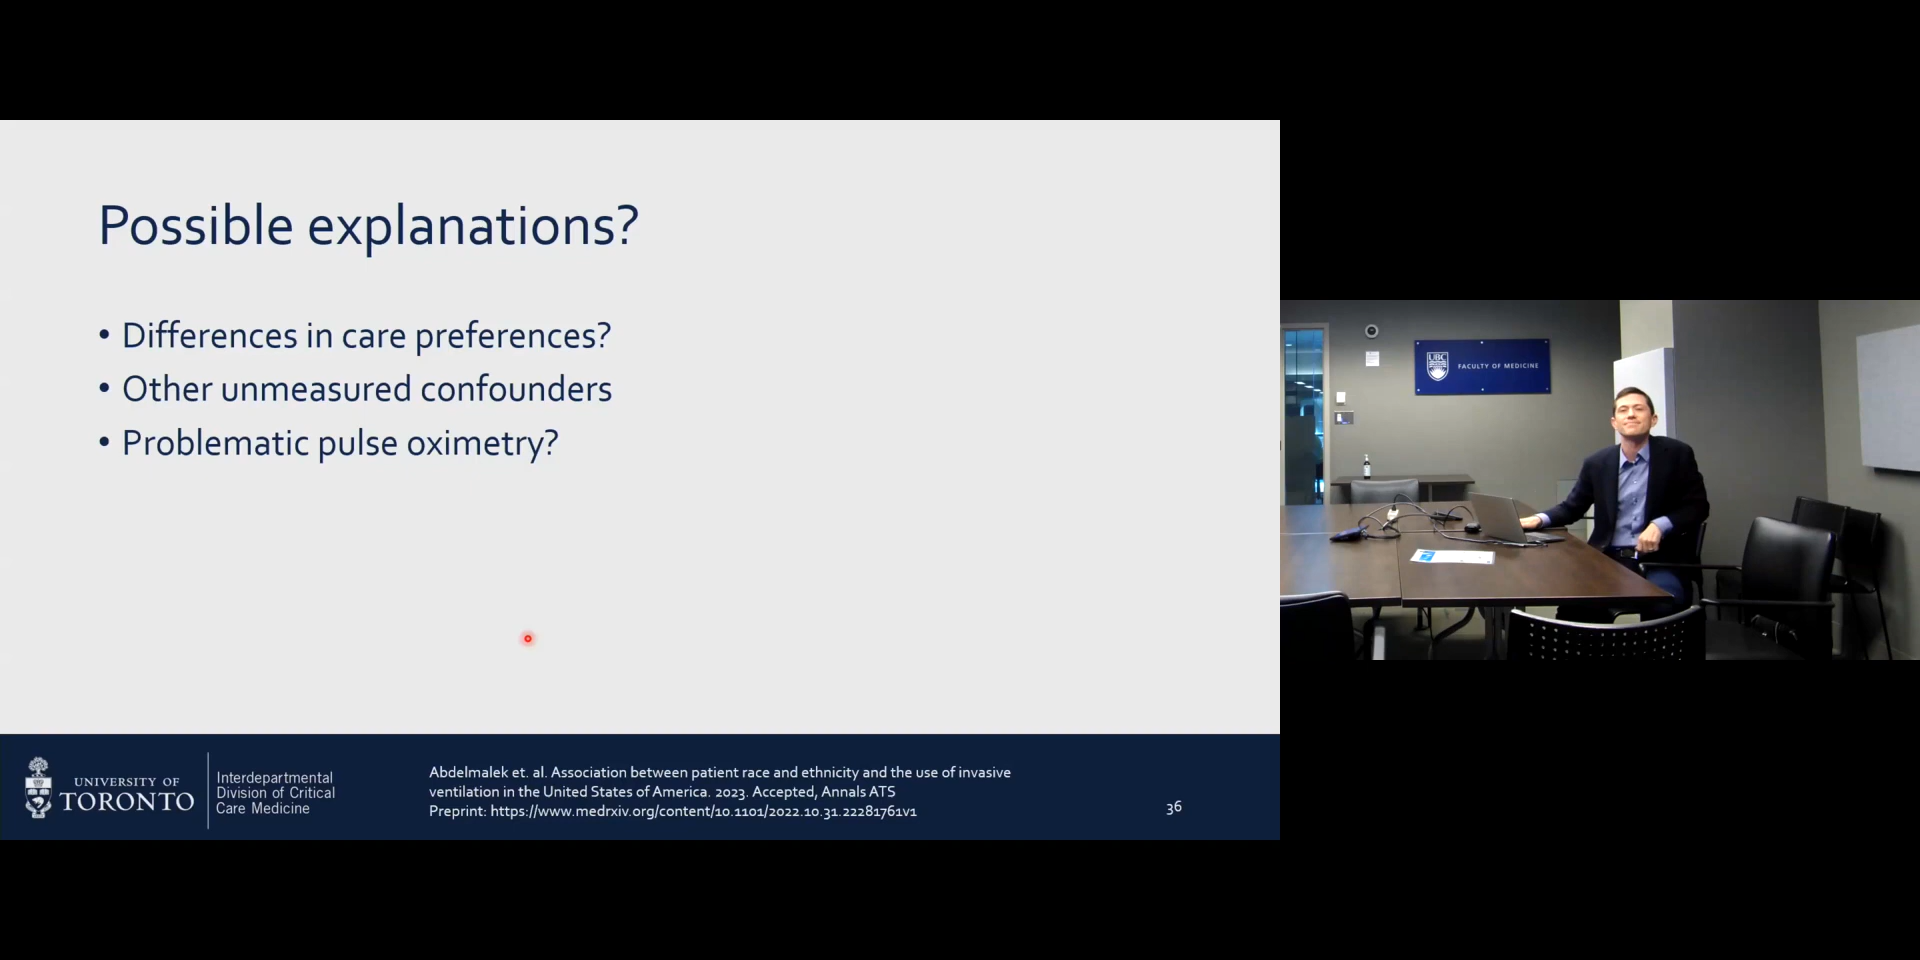 Possible explanations?
• Differences in care preferences?
• Other unmeasured confounders
• Problematic pulse oximetry?
UNIVERSITY OF
TORONTO
Interdepartmental
Division of Critical
Care Medicine
Abdelmalek et. al. Association between patient race and ethnicity and the use of invasive
ventilation in the United States of America. 2023. Accepted, Annals ATS
Preprint: https://www.medrxiv.org/content/10.1101/2022.10.31.22281761v1
36
UBC
FACULTY OF MEDICINE